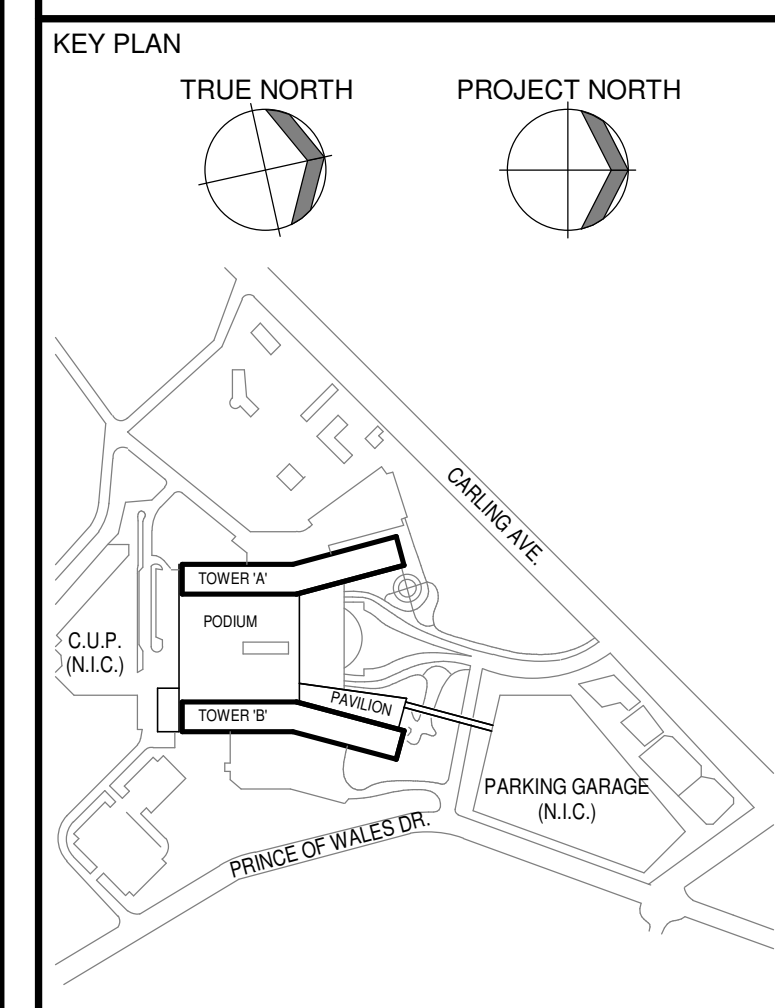 KEY PLAN
TRUE NORTH
PROJECT NORTH
CARLING AVE.
TOWER 'A'
PODIUM
C.U.P.
(N.I.C.)
PAVILION
TOWER 'B'
PARKING GARAGE
(N.I.C.)
PRINCE OF WALES DR.